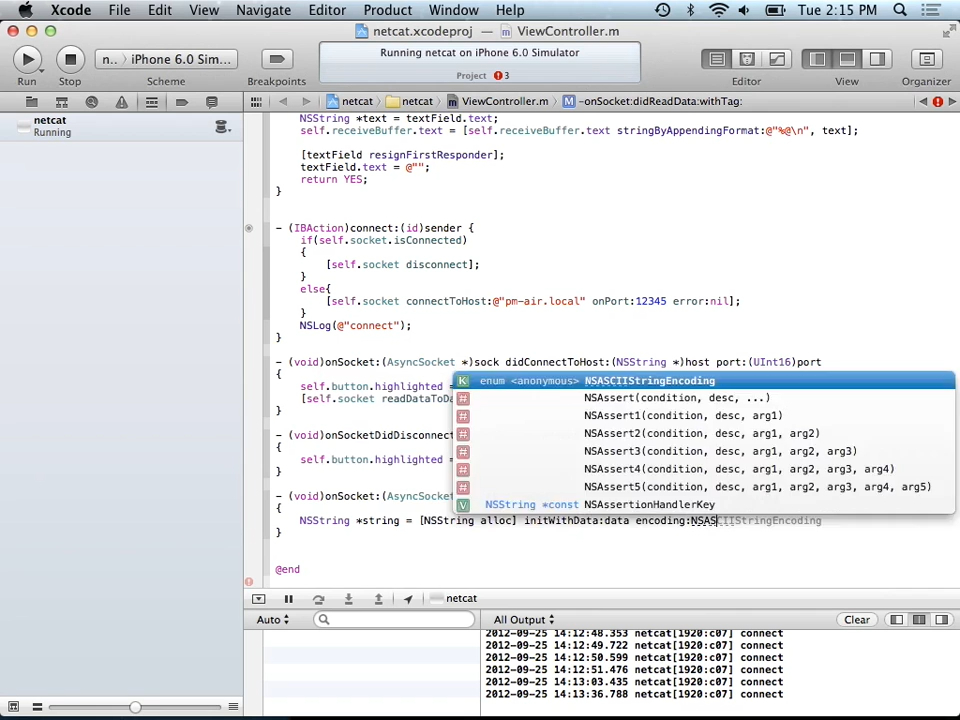 Xcode File Edit View Navigate Editor Product Window Help Tue 2:15 PM
netcat.xcodeproj — ViewController.m
n.. iPhone 6.0 Sim...
Running netcat on iPhone 6.0 Simulator
Project 3
Run Stop Scheme Breakpoints Editor View Organizer
netcat netcat ViewController.m -onSocket:didReadData:withTag:
netcat
Running
NSString *text = textField.text;
self.receiveBuffer.text = [self.receiveBuffer.text stringByAppendingFormat:@"%@\n", text];
[textField resignFirstResponder];
textField.text = @"";
return YES;
}
- (IBAction)connect:(id)sender {
if(self.socket.isConnected)
{
[self.socket disconnect];
}
else{
[self.socket connectToHost:@"pm-air.local" onPort:12345 error:nil];
}
NSLog(@"connect");
}
- (void)onSocket:(AsyncSocket *)sock didConnectToHost:(NSString *)host port:(UInt16)port
{
self.button.highlighted =
[self.socket readDataToDa
}
- (void)onSocketDidDisconnect
{
self.button.highlighted =
}
- (void)onSocket:(AsyncSocket
{
NSString *string = [NSString alloc] initWithData:data encoding:NSASCIIStringEncoding
}
@end
K enum <anonymous> NSASCIIStringEncoding
# NSAssert(condition, desc, ...)
# NSAssert1(condition, desc, arg1)
# NSAssert2(condition, desc, arg1, arg2)
# NSAssert3(condition, desc, arg1, arg2, arg3)
# NSAssert4(condition, desc, arg1, arg2, arg3, arg4)
# NSAssert5(condition, desc, arg1, arg2, arg3, arg4, arg5)
V NSString *const NSAssertionHandlerKey
netcat
Auto All Output Clear
2012-09-25 14:12:48.353 netcat[1920:c07] connect
2012-09-25 14:12:49.722 netcat[1920:c07] connect
2012-09-25 14:12:50.599 netcat[1920:c07] connect
2012-09-25 14:12:51.476 netcat[1920:c07] connect
2012-09-25 14:13:03.435 netcat[1920:c07] connect
2012-09-25 14:13:36.788 netcat[1920:c07] connect